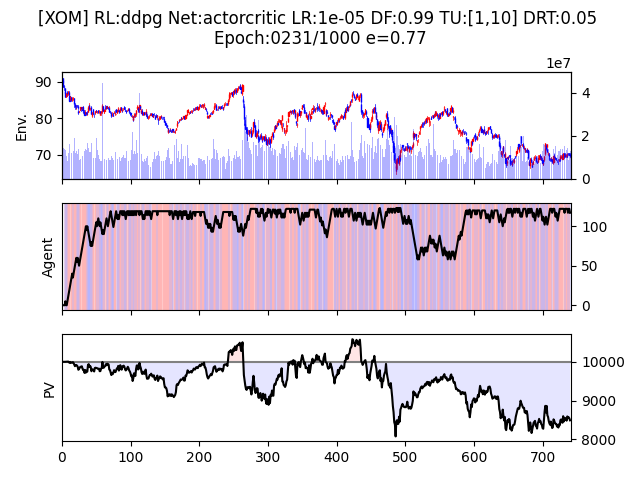 [XOM] RL:ddpg Net:actorcritic LR:1e-05 DF:0.99 TU:[1,10] DRT:0.05
Epoch:0231/1000 e=0.77
1e7
90
80
70
Env.
4
2
0
Agent
100
50
0
PV
10000
9000
8000
0 100 200 300 400 500 600 700